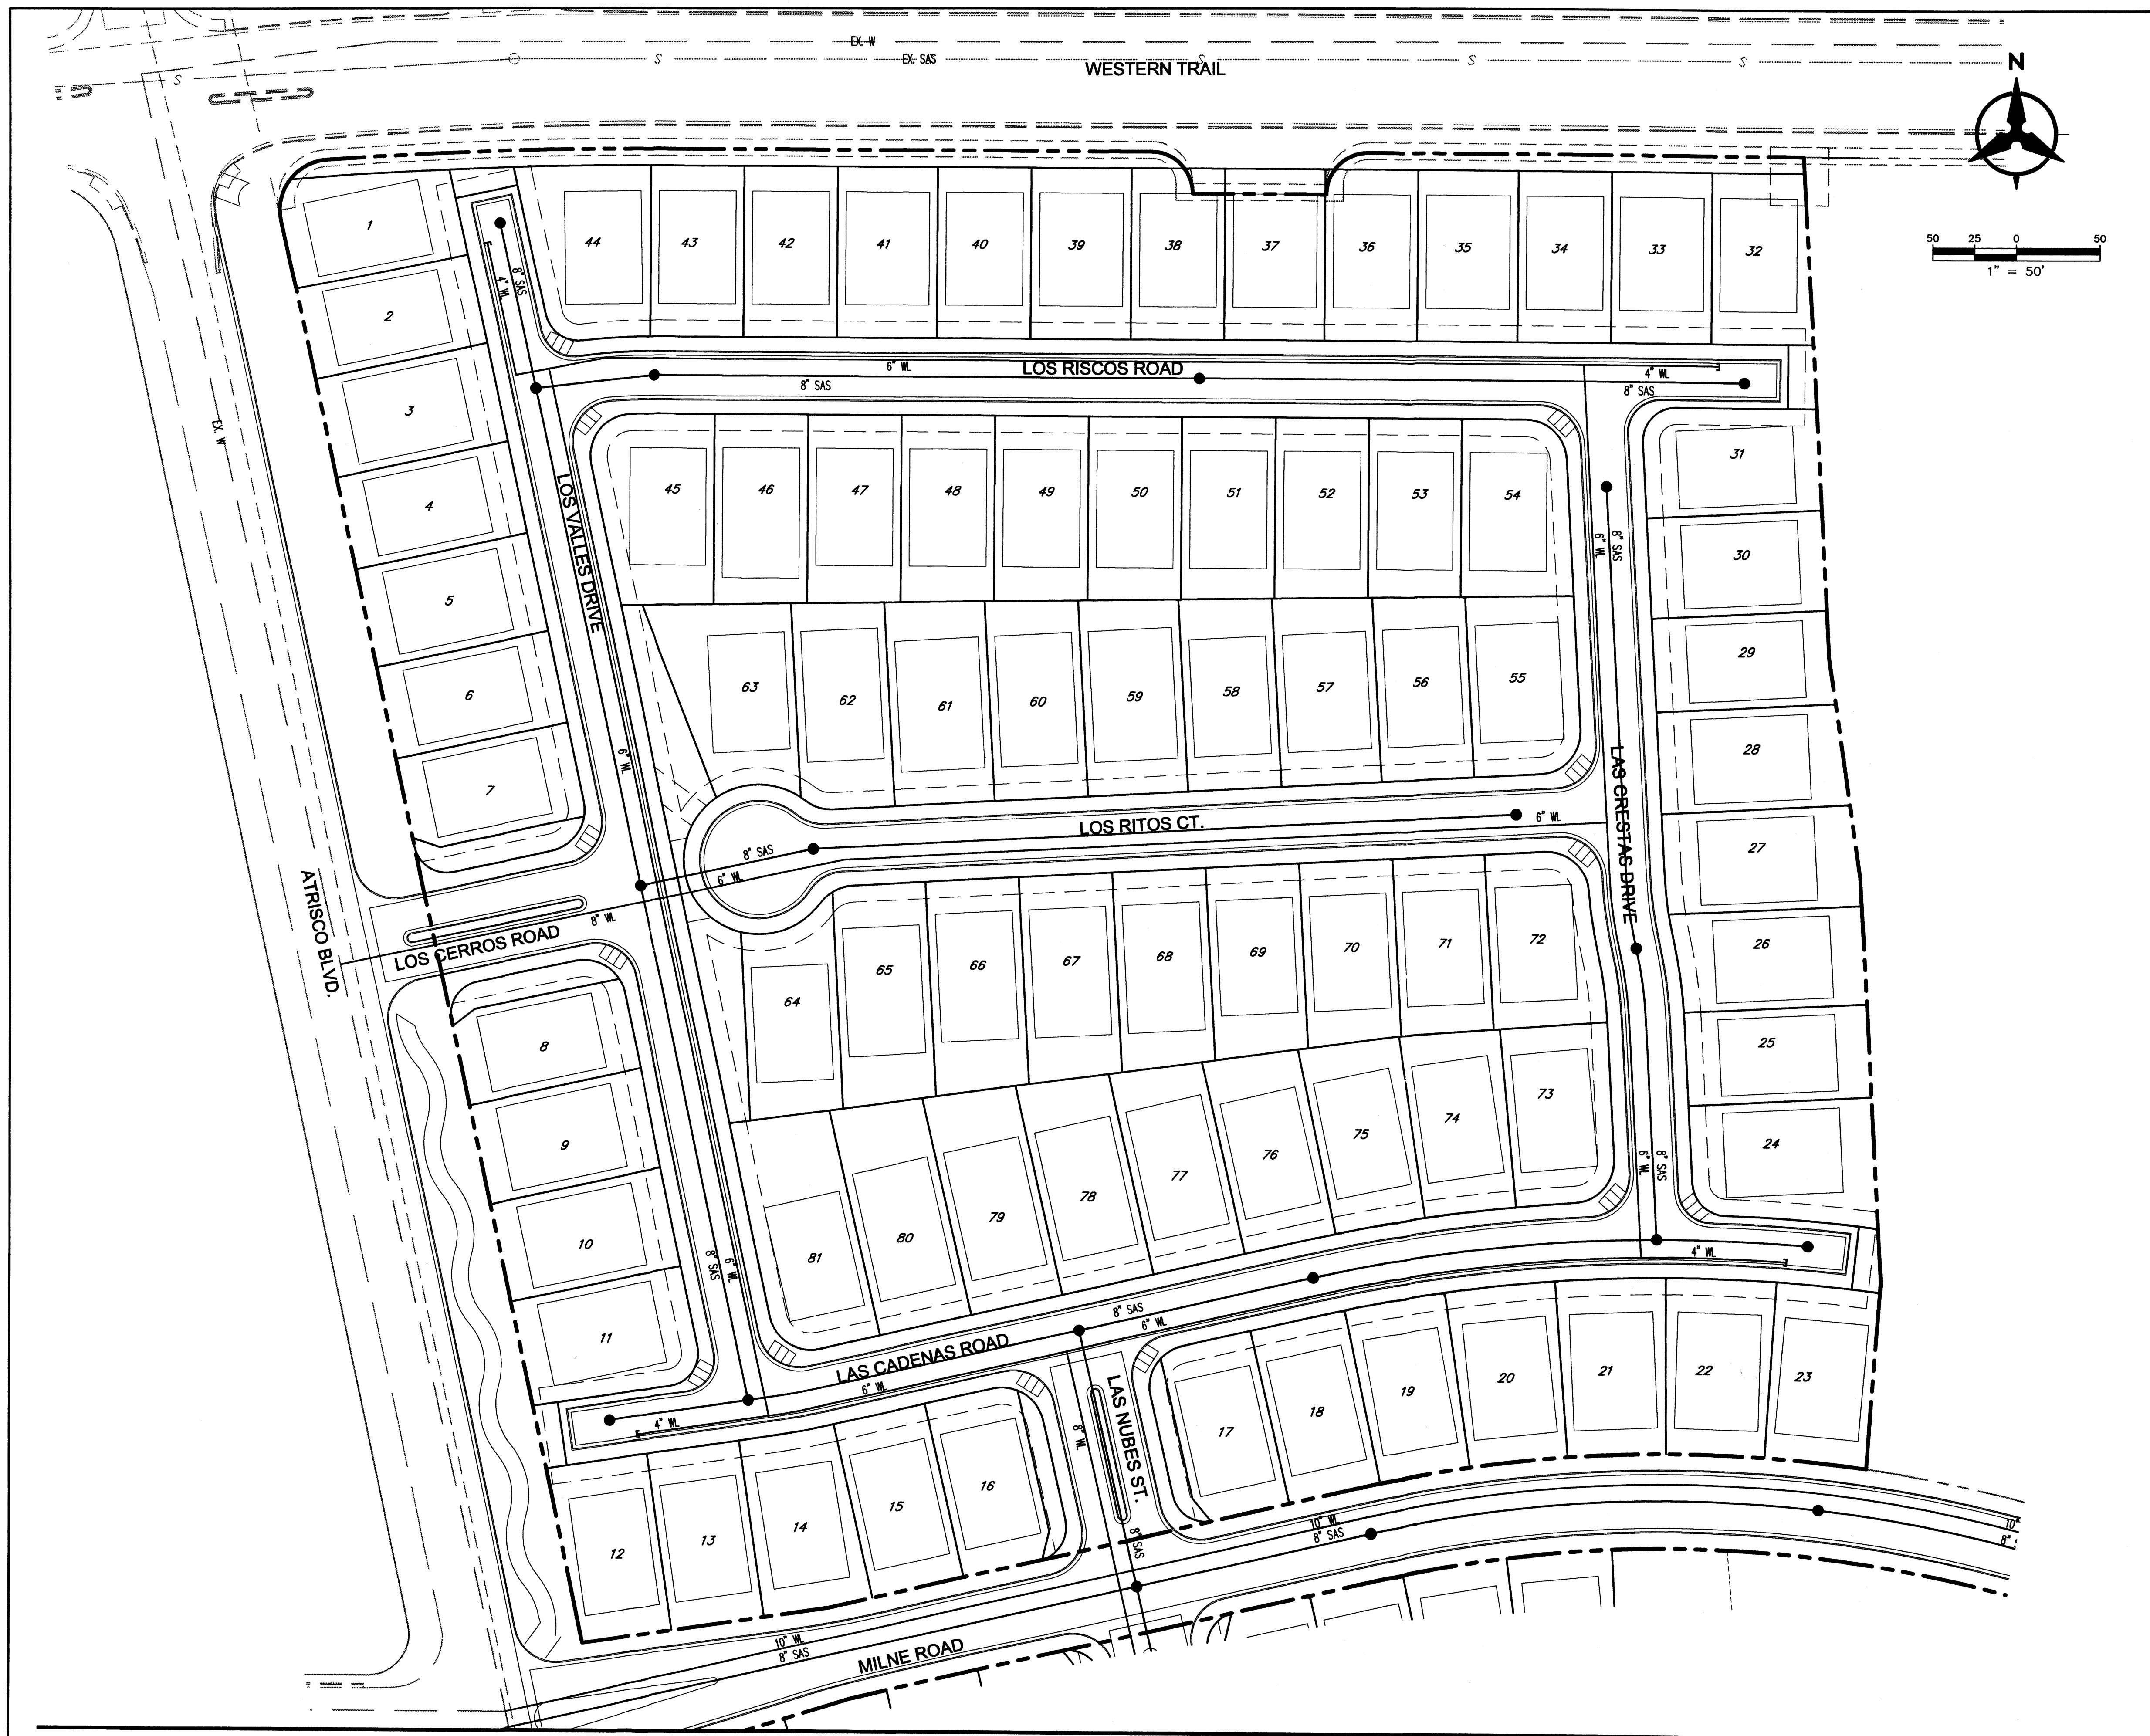 EX. W
S
EX. SAS
S
S
S
S
WESTERN TRAIL
N
50 25 0 50
1" = 50'
1
44 43 42 41 40 39 38 37 36 35 34 33 32
8" SAS
4" WL
2
6" WL
LOS RISCOS ROAD
4" WL
8" SAS
8" SAS
3
EX. W
31
45 46 47 48 49 50 51 52 53 54
4
LOS VALLES DRIVE
8" SAS
6" WL
30
5
29
6
63 62 61 60 59 58 57 56 55
6" WL
28
7
LAS CRESTAS DRIVE
LOS RITOS CT.
6" WL
8" SAS
27
6" WL
8" WL
ATRISCO BLVD.
LOS CERROS ROAD
64 65 66 67 68 69 70 71 72
26
8
25
9
73
74
75
76
77
78
79
80
81
24
8" SAS
6" WL
10
8" SAS
6" WL
4" WL
11
8" SAS
6" WL
LAS CADENAS ROAD
6" WL
4" WL
LAS NUBES ST.
8" WL
17 18 19 20 21 22 23
12 13 14 15 16
8" SAS
10" WL
8" SAS
10"
8"
10" WL
8" SAS
MILNE ROAD